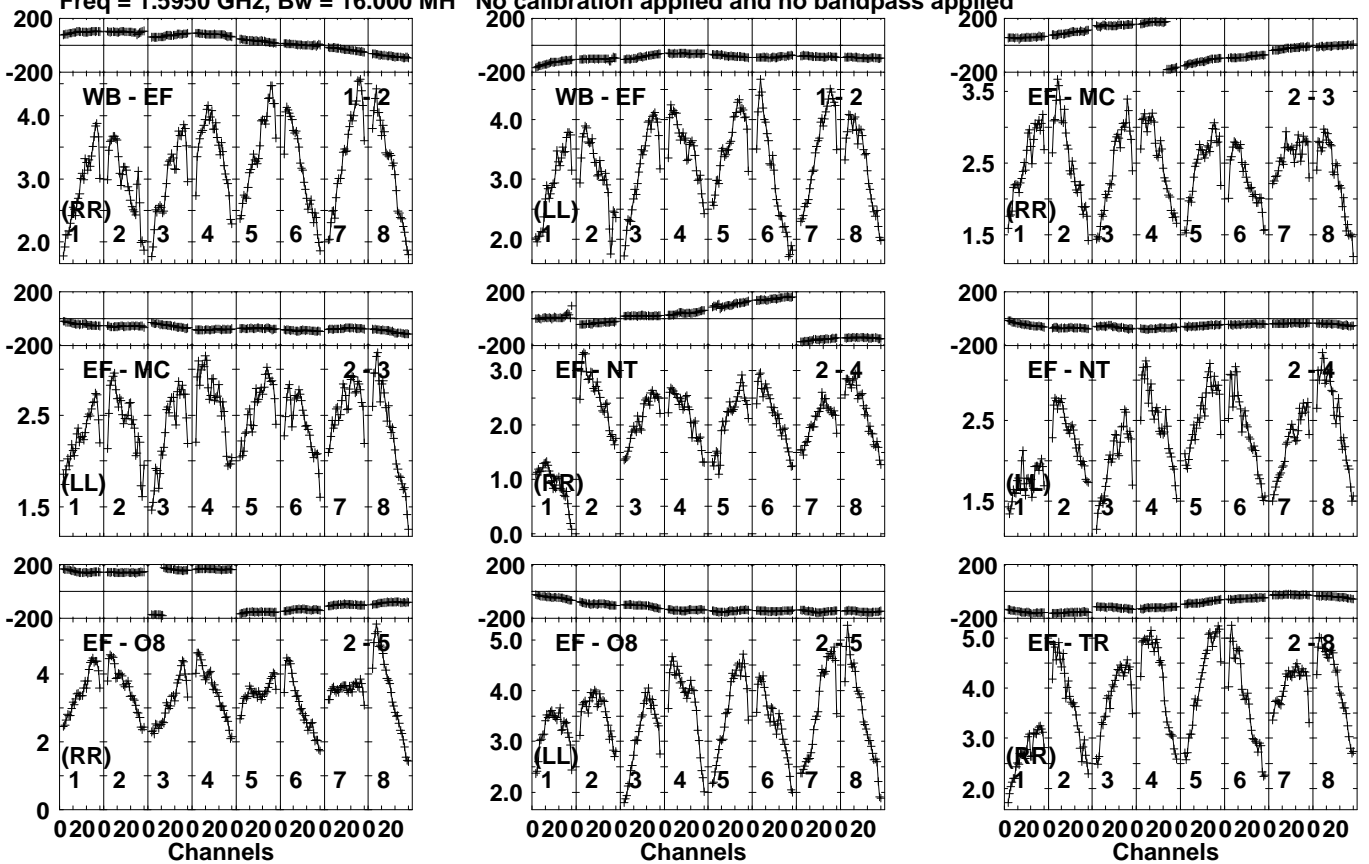 Freq = 1.5950 GHz, Bw = 16.000 MH No calibration applied and no bandpass applied
200 200 200
-200 -200 -200
WB - EF 1 - 2 WB - EF 1 - 2 EF - MC 2 - 3
4.0 4.0 3.5
3.0 3.0 2.5
2.0 2.0 1.5
(RR) (LL) (RR)
1 2 3 4 5 6 7 8 1 2 3 4 5 6 7 8 1 2 3 4 5 6 7 8
200 200 200
-200 -200 -200
EF - MC 2 - 3 EF - NT 2 - 4 EF - NT 2 - 4
2.5 3.0 2.5
1.5 2.0 1.5
1.0
0.0
(LL) (RR) (LL)
1 2 3 4 5 6 7 8 1 2 3 4 5 6 7 8 1 2 3 4 5 6 7 8
200 200 200
-200 -200 -200
EF - O8 2 - 5 EF - O8 2 - 5 EF - TR 2 - 8
4 5.0 5.0
2 4.0 4.0
0 3.0 3.0
2.0 2.0
(RR) (LL) (RR)
1 2 3 4 5 6 7 8 1 2 3 4 5 6 7 8 1 2 3 4 5 6 7 8
0 20 0 20 0 20 0 20 0 20 0 20 0 20 0 20 0 20 0 20 0 20 0 20 0 20 0 20 0 20 0 20 0 20 0 20 0 20 0 20 0 20 0 20 0 20 0 20
Channels Channels Channels